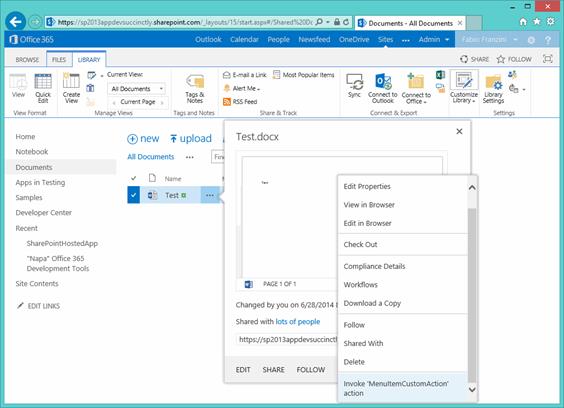 https://sp2013appdevsuccinctly.sharepoint.com/_layouts/15/start.aspx#/Shared%20Do
Documents - All Documents
Office 365
Outlook Calendar People Newsfeed OneDrive Sites Admin Fabio Franzini ?
BROWSE FILES LIBRARY
SHARE FOLLOW
View
Quick Edit
View Format
Create View
Current View:
All Documents
Current Page
Manage Views
Tags & Notes
Tags and Notes
E-mail a Link
Alert Me
RSS Feed
Most Popular Items
Share & Track
Sync
Connect to Outlook
Connect to Office
Connect & Export
Customize Library
Library Settings
Settings
Home
Notebook
Documents
Apps in Testing
Samples
Developer Center
Recent
SharePointHostedApp
"Napa" Office 365 Development Tools
Site Contents
EDIT LINKS
new upload
All Documents ... Fin
Name
Test ...
Test.docx
PAGE 1 OF 1
Changed by you on 6/28/2014
Shared with lots of people
https://sp2013appdevsuccinctly
EDIT SHARE FOLLOW
Edit Properties
View in Browser
Edit in Browser
Check Out
Compliance Details
Workflows
Download a Copy
Follow
Shared With
Delete
Invoke 'MenuItemCustomAction' action